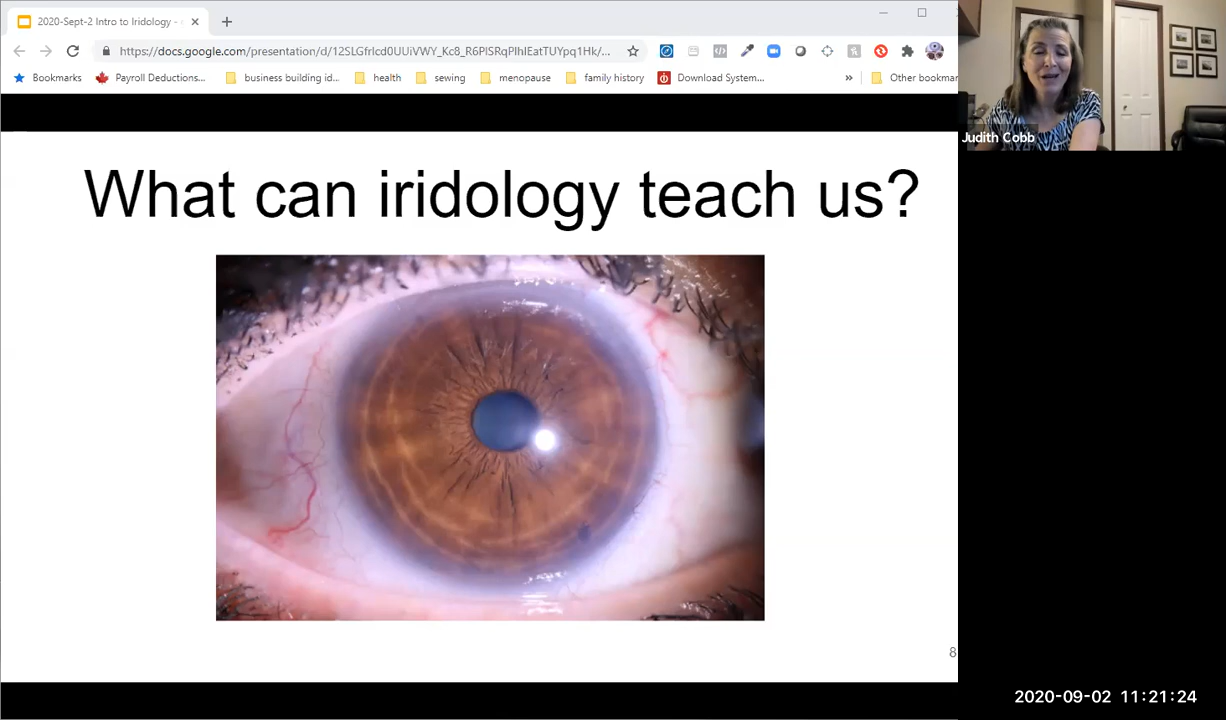 2020-Sept-2 Intro to Iridology -
https://docs.google.com/presentation/d/
Bookmarks
Payroll Deductions...
business building id...
health
sewing
menopause
family history
Download System...
»
Other bookmar
Judith Cobb
What can iridology teach us?
8
2020-09-02 11:21:24